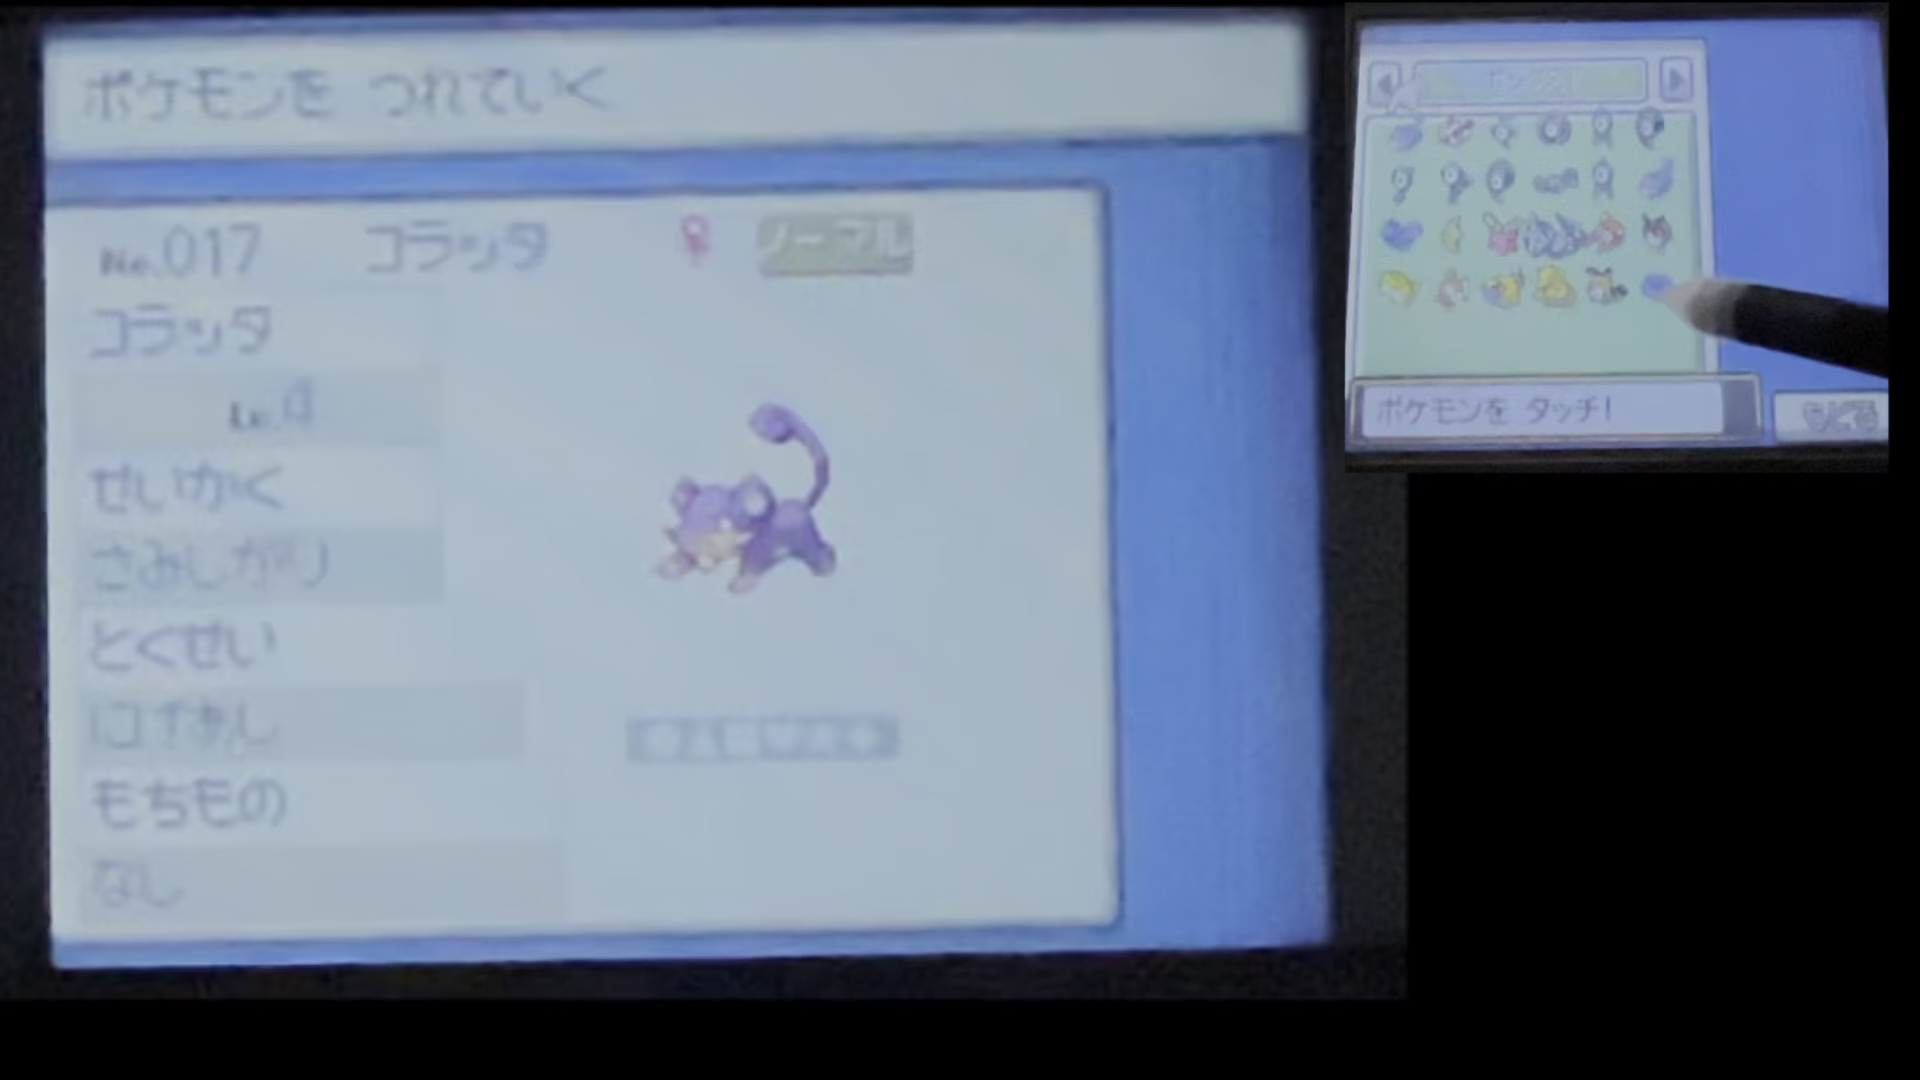 ポケモンを つれていく
No.017 コラッタ ♀ ノーマル
コラッタ
Lv.4
せいかく
さみしがり
とくせい
にげあし
もちもの
なし
ポケモンを タッチ!
もどる